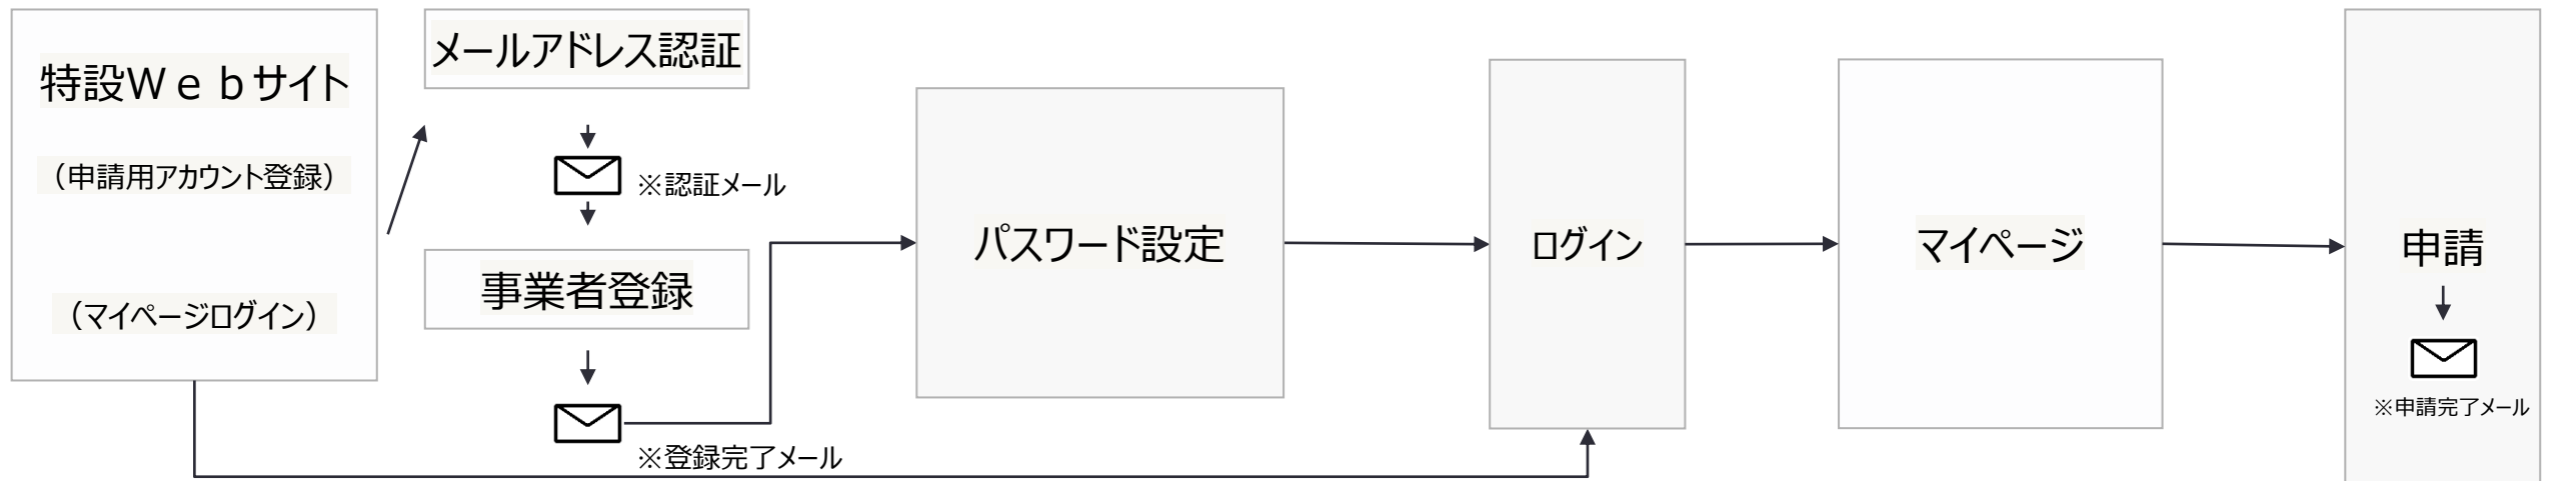 特設Ｗｅｂサイト
（申請用アカウント登録）
（マイページログイン）
メールアドレス認証
※認証メール
事業者登録
※登録完了メール
パスワード設定
ログイン
マイページ
申請
※申請完了メール